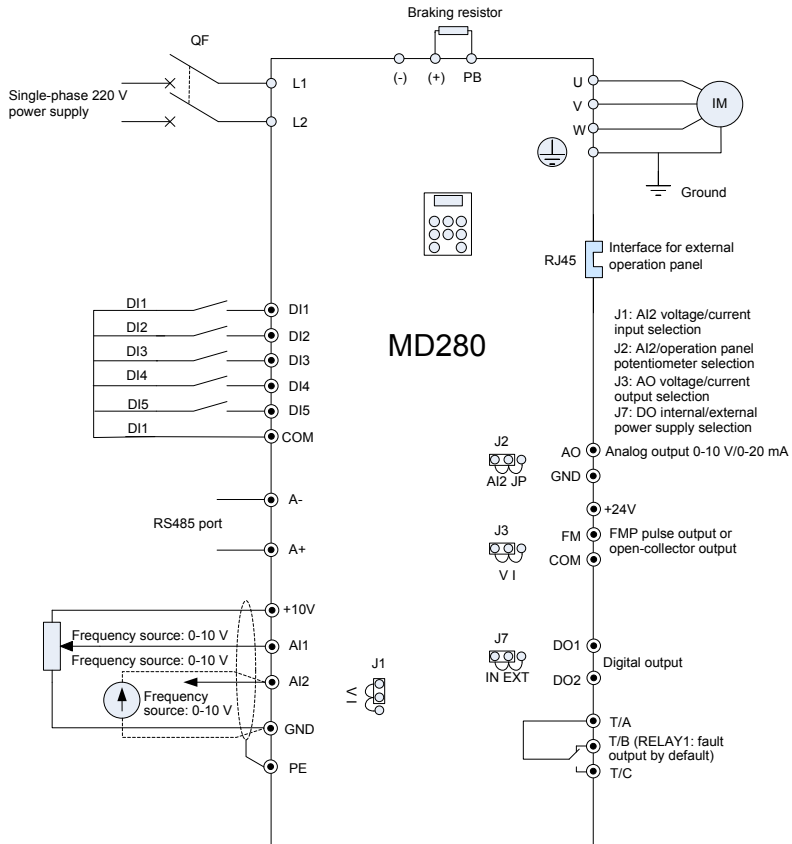 Braking resistor
QF
(-) (+) PB
L1
Single-phase 220 V
power supply
L2
U
V
W
IM
Ground
RJ45
Interface for external
operation panel
MD280
DI1 DI1
DI2 DI2
DI3 DI3
DI4 DI4
DI5 DI5
DI1 COM
J1: AI2 voltage/current
input selection
J2: AI2/operation panel
potentiometer selection
J3: AO voltage/current
output selection
J7: DO internal/external
power supply selection
J2
AI2 JP
AO Analog output 0-10 V/0-20 mA
GND
+24V
A-
RS485 port
A+
J3
V I
FM FMP pulse output or
open-collector output
COM
+10V
Frequency source: 0-10 V
AI1
Frequency source: 0-10 V
AI2
Frequency
source: 0-10 V
GND
PE
J1
V I
J7
IN EXT
DO1
Digital output
DO2
T/A
T/B (RELAY1: fault
output by default)
T/C